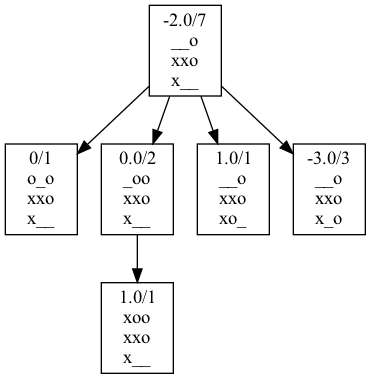 -2.0/7
__o
xxo
x__
0/1
o_o
xxo
x__
0.0/2
_oo
xxo
x__
1.0/1
__o
xxo
xo_
-3.0/3
__o
xxo
x_o
1.0/1
xoo
xxo
x__